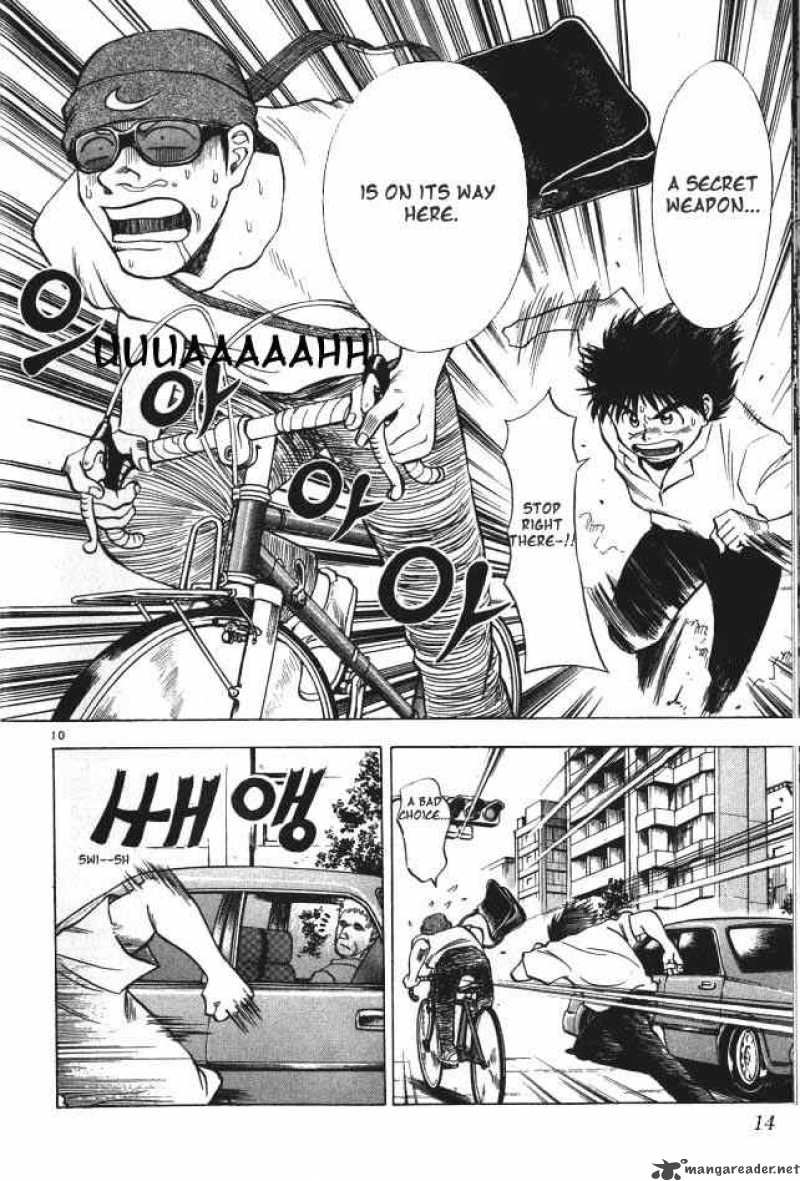 A SECRET
WEAPON...
IS ON ITS WAY
HERE.
STOP
RIGHT
THERE-!!
으
아
아
아
UUUAAAAAHH
10
A BAD
CHOICE...
쌔앵
SWI--SH
14
mangareader.net